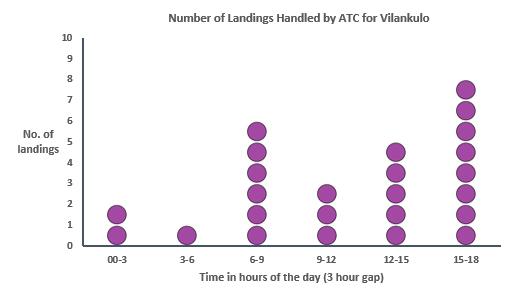 Number of Landings Handled by ATC for Vilankulo
10
9
8
7
6
5
4
3
2
1
0
No. of
landings
00-3 3-6 6-9 9-12 12-15 15-18
Time in hours of the day (3 hour gap)